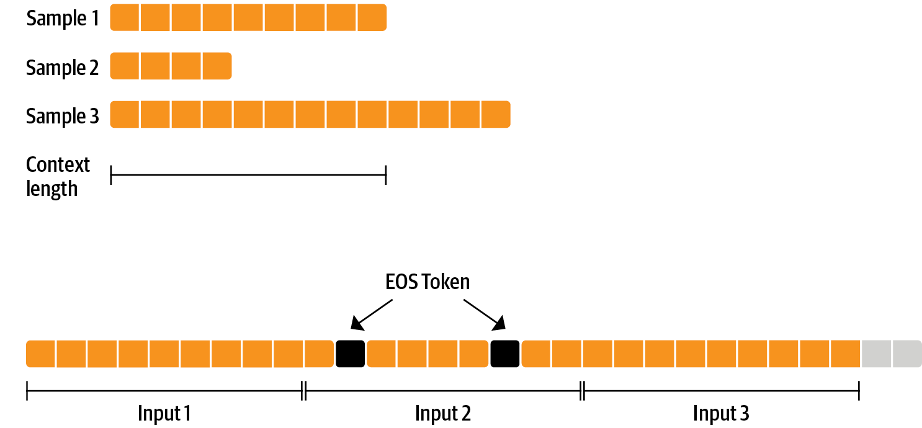 Sample 1
Sample 2
Sample 3
Context
length
EOS Token
Input 1
Input 2
Input 3